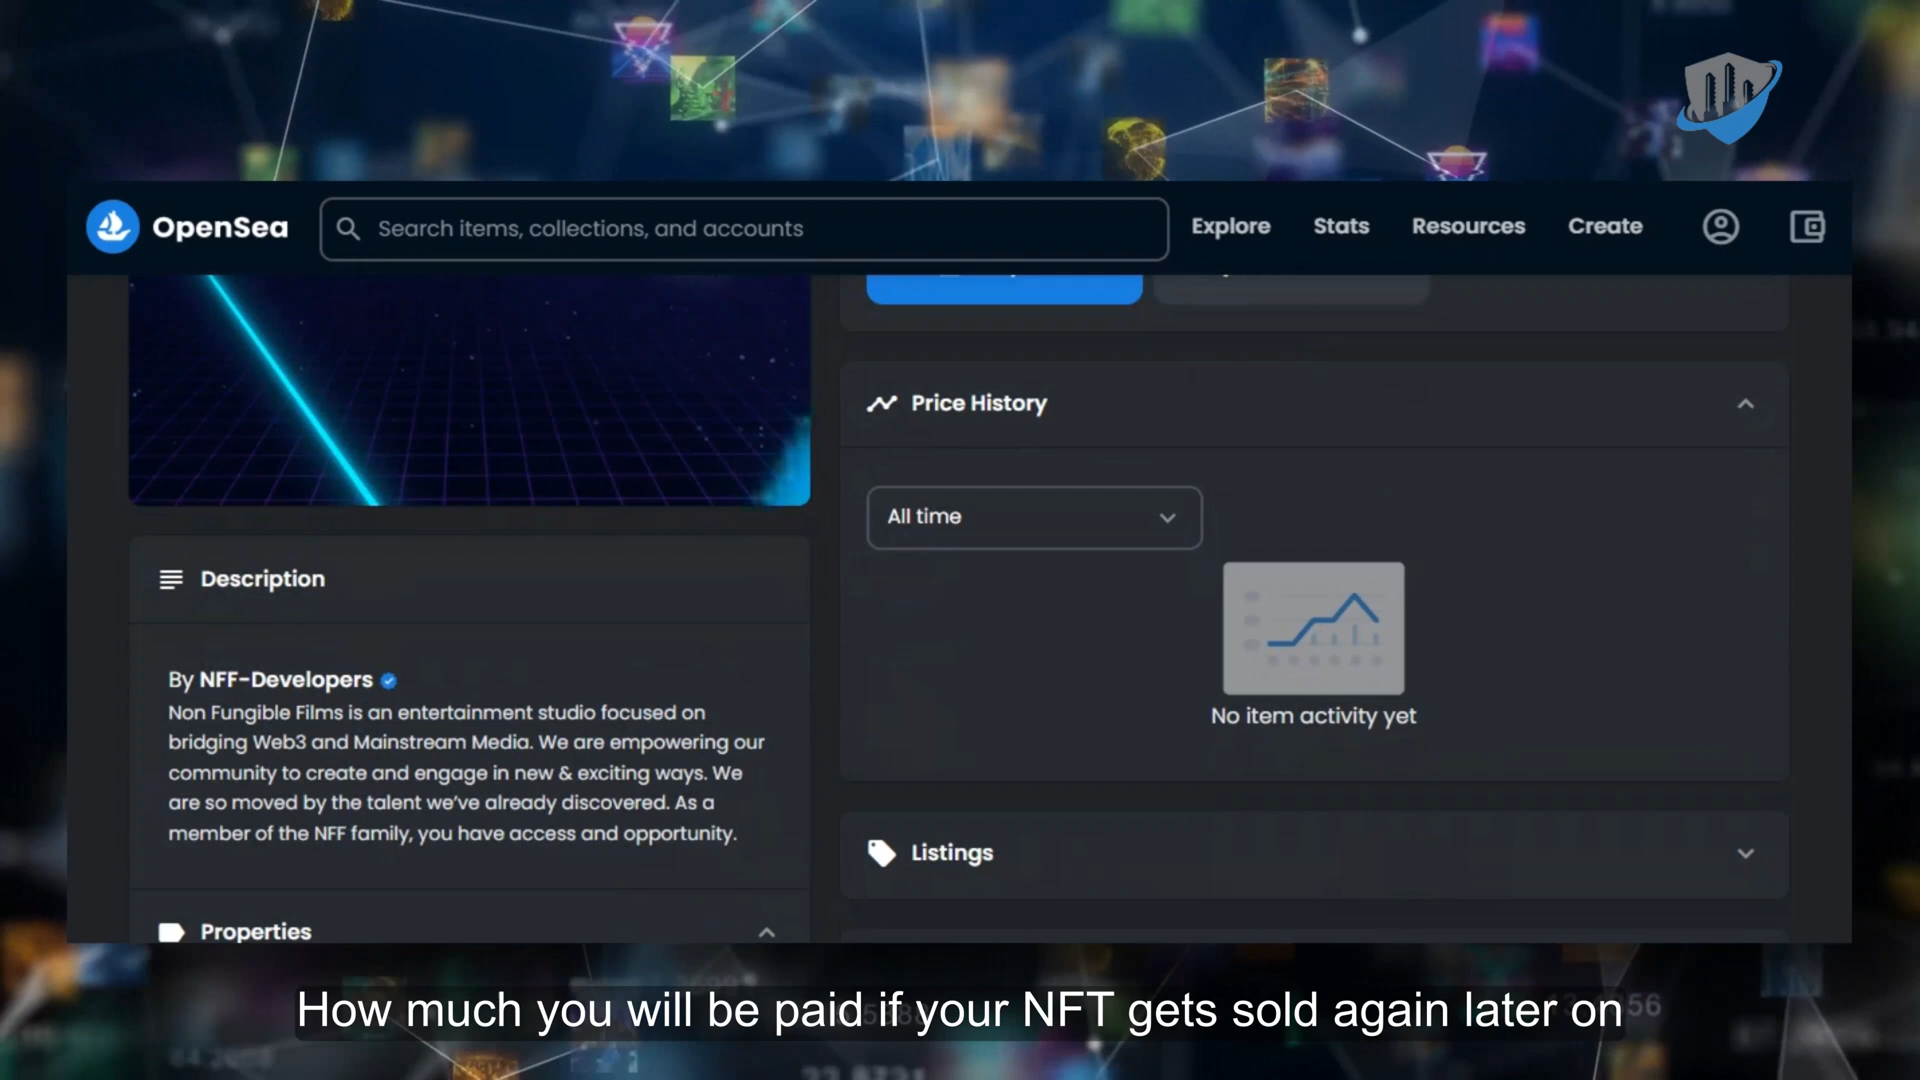 OpenSea
Search items, collections, and accounts
Explore
Stats
Resources
Create
Price History
All time
No item activity yet
Listings
Description
By NFF-Developers
Non Fungible Films is an entertainment studio focused on
bridging Web3 and Mainstream Media. We are empowering our
community to create and engage in new & exciting ways. We
are so moved by the talent we've already discovered. As a
member of the NFF family, you have access and opportunity.
Properties
How much you will be paid if your NFT gets sold again later on